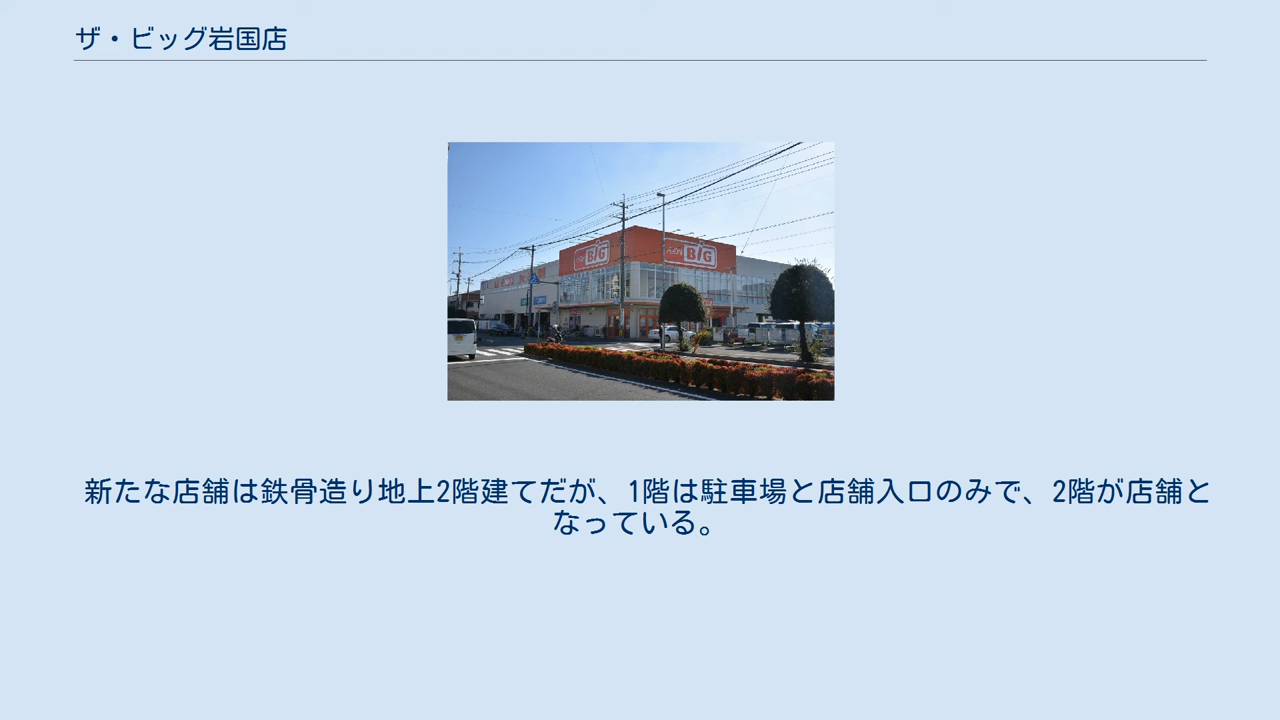 ザ・ビッグ岩国店
BIG
BIG
新たな店舗は鉄骨造り地上2階建てだが、1階は駐車場と店舗入口のみで、2階が店舗と
なっている。